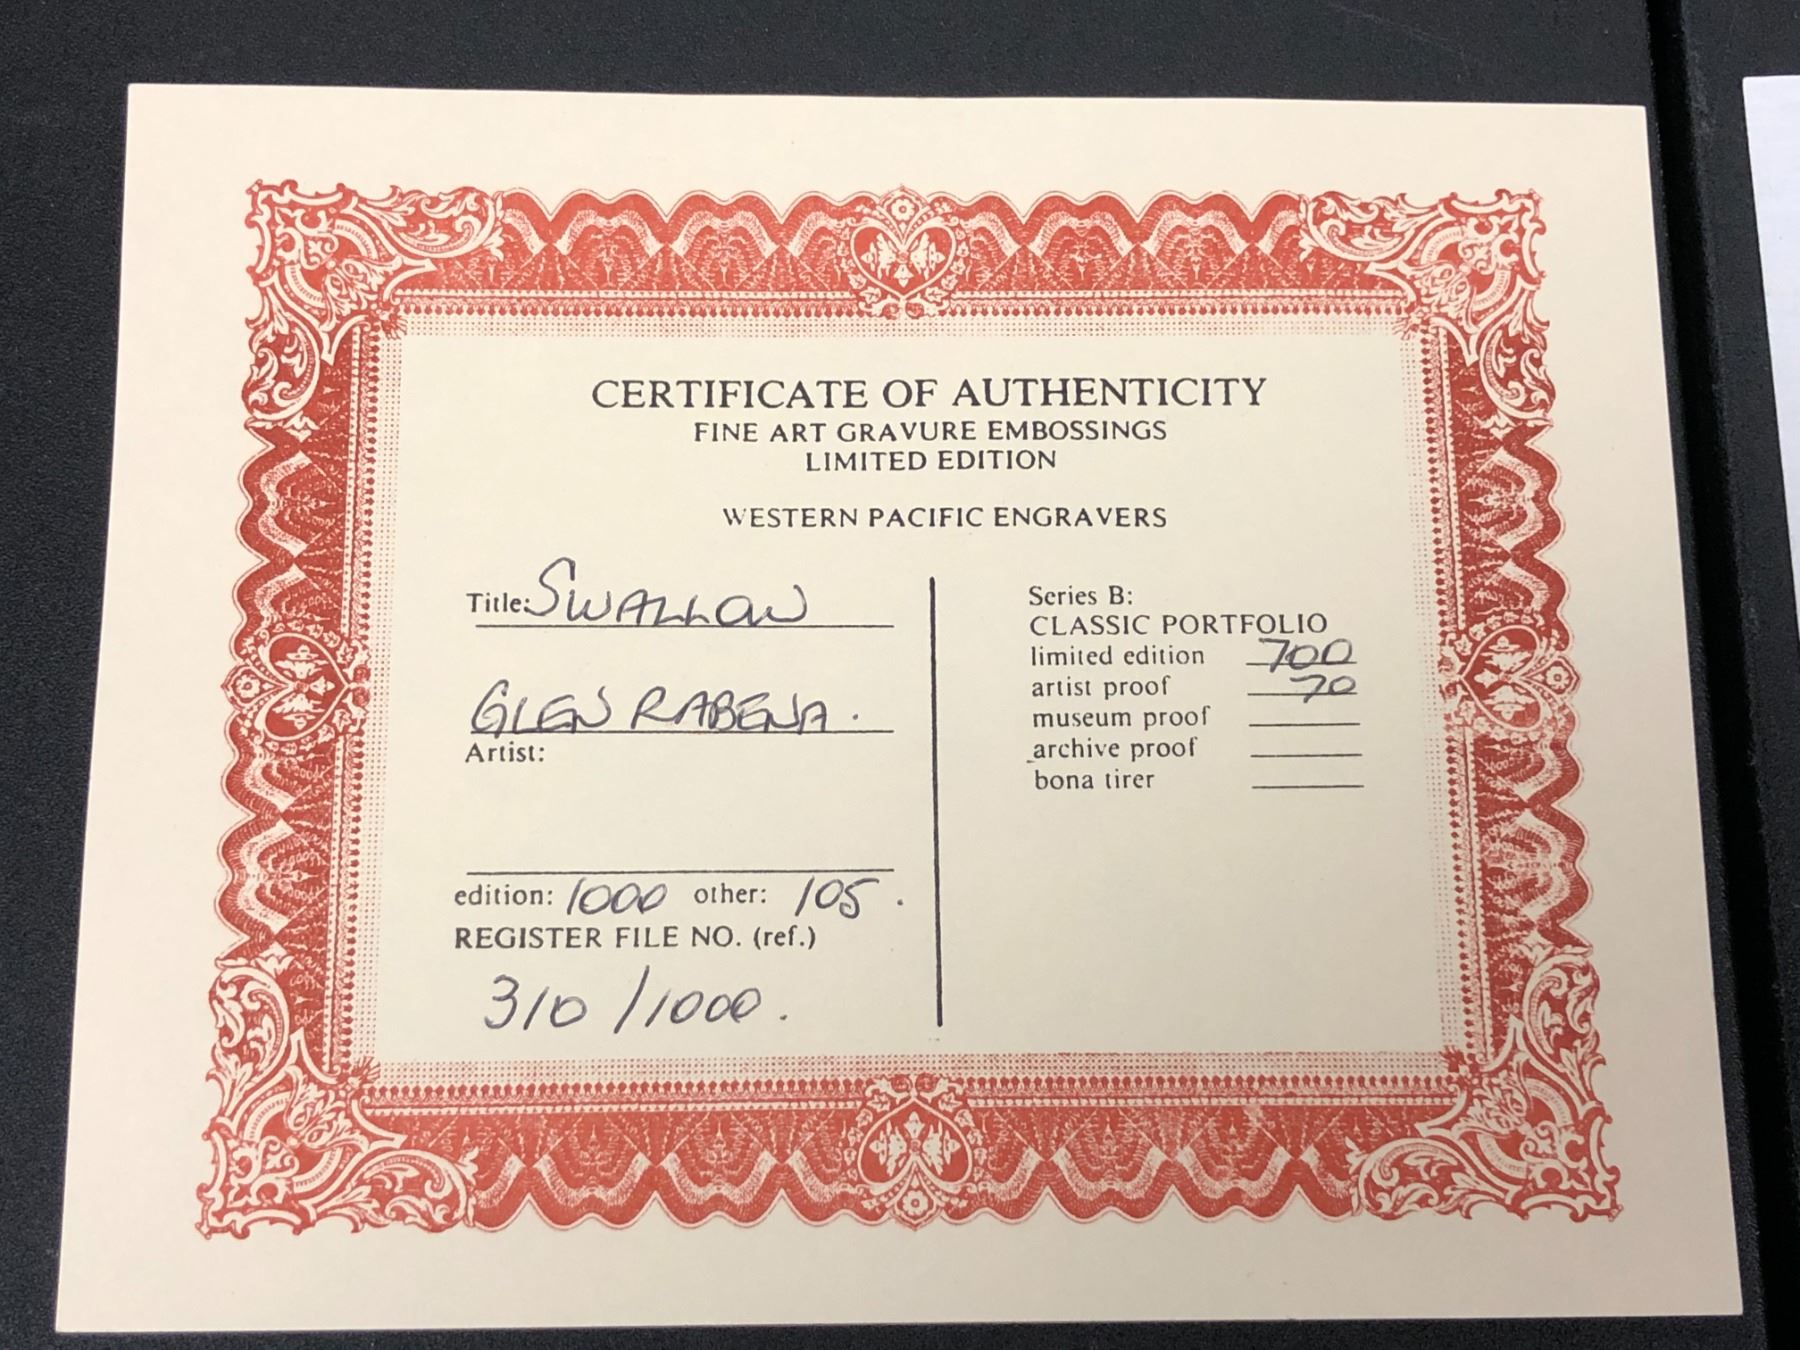 CERTIFICATE OF AUTHENTICITY
FINE ART GRAVURE EMBOSSINGS
LIMITED EDITION
WESTERN PACIFIC ENGRAVERS
Title: SWALLOW
GLEN RABENA.
Artist:
edition: 1000 other: 105.
REGISTER FILE NO. (ref.)
310/1000.
Series B:
CLASSIC PORTFOLIO
limited edition 700
artist proof 70
museum proof
archive proof
bona tirer